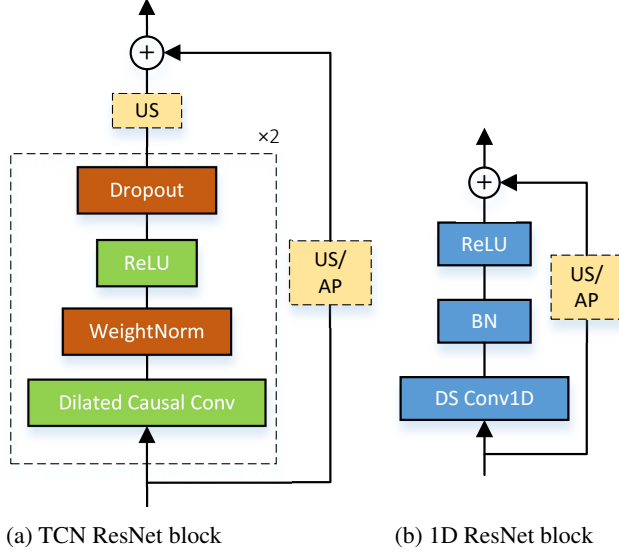 +
US
×2
Dropout
ReLU
US/
AP
WeightNorm
Dilated Causal Conv
(a) TCN ResNet block
+
ReLU
US/
AP
BN
DS Conv1D
(b) 1D ResNet block